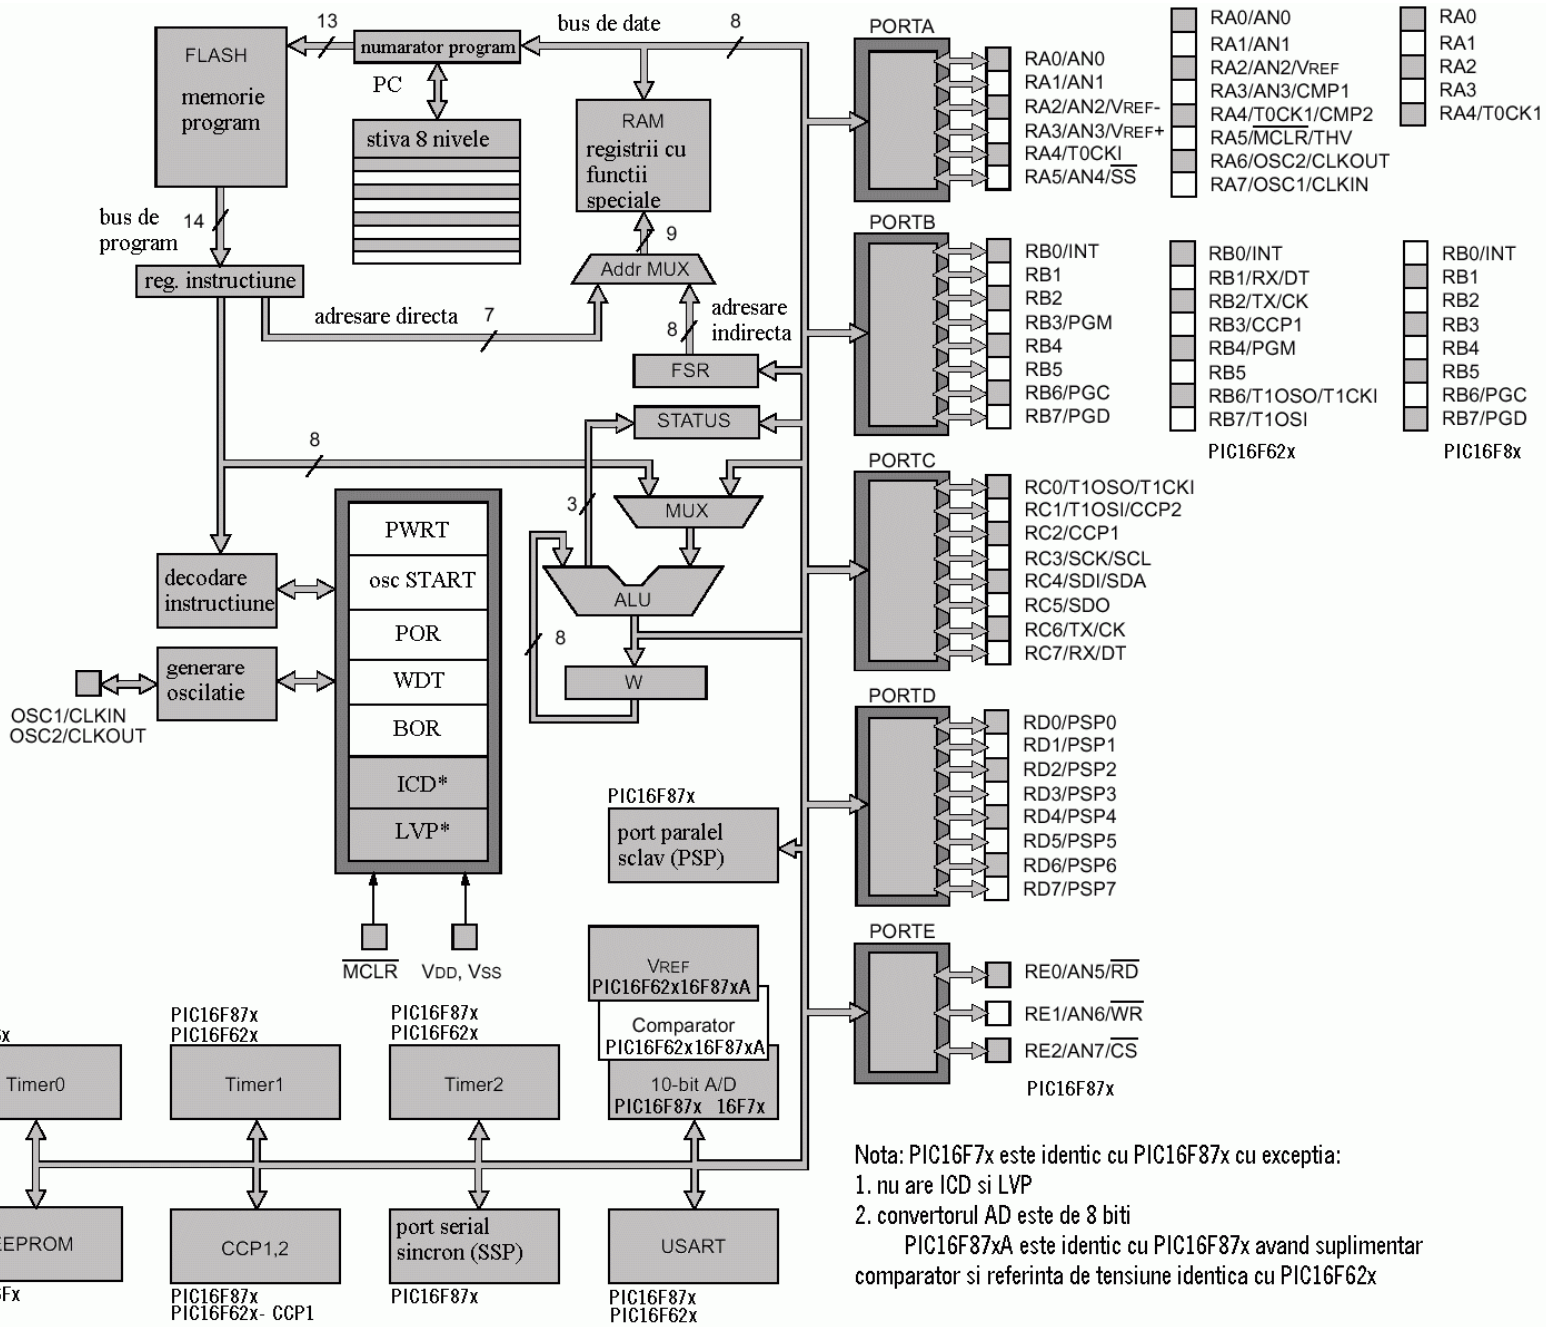 FLASH
memorie
program
13
numarator program
PC
stiva 8 nivele
bus de date
8
RAM
registrii cu
functii
speciale
9
Addr MUX
bus de
program
14
reg. instructiune
adresare directa
7
8
adresare
indirecta
FSR
STATUS
8
3
MUX
ALU
8
W
decodare
instructiune
generare
oscilatie
OSC1/CLKIN
OSC2/CLKOUT
PWRT
osc START
POR
WDT
BOR
ICD*
LVP*
MCLR
VDD, VSS
PIC16F87x
port paralel
sclav (PSP)
VREF
PIC16F62x16F87xA
Comparator
PIC16F62x16F87xA
10-bit A/D
PIC16F87x 16F7x
Timer0
PIC16F87x
PIC16F62x
Timer1
PIC16F87x
PIC16F62x
Timer2
EEPROM
CCP1,2
PIC16F87x
PIC16F62x- CCP1
port serial
sincron (SSP)
PIC16F87x
USART
PIC16F87x
PIC16F62x
PORTA
RA0/AN0
RA1/AN1
RA2/AN2/VREF-
RA3/AN3/VREF+
RA4/T0CKI
RA5/AN4/SS
RA0/AN0
RA1/AN1
RA2/AN2/VREF
RA3/AN3/CMP1
RA4/T0CK1/CMP2
RA5/MCLR/THV
RA6/OSC2/CLKOUT
RA7/OSC1/CLKIN
RA0
RA1
RA2
RA3
RA4/T0CK1
PORTB
RB0/INT
RB1
RB2
RB3/PGM
RB4
RB5
RB6/PGC
RB7/PGD
RB0/INT
RB1/RX/DT
RB2/TX/CK
RB3/CCP1
RB4/PGM
RB5
RB6/T1OSO/T1CKI
RB7/T1OSI
PIC16F62x
RB0/INT
RB1
RB2
RB3
RB4
RB5
RB6/PGC
RB7/PGD
PIC16F8x
PORTC
RC0/T1OSO/T1CKI
RC1/T1OSI/CCP2
RC2/CCP1
RC3/SCK/SCL
RC4/SDI/SDA
RC5/SDO
RC6/TX/CK
RC7/RX/DT
PORTD
RD0/PSP0
RD1/PSP1
RD2/PSP2
RD3/PSP3
RD4/PSP4
RD5/PSP5
RD6/PSP6
RD7/PSP7
PORTE
RE0/AN5/RD
RE1/AN6/WR
RE2/AN7/CS
PIC16F87x
Nota: PIC16F7x este identic cu PIC16F87x cu exceptia:
1. nu are ICD si LVP
2. convertorul AD este de 8 biti
PIC16F87xA este identic cu PIC16F87x avand suplimentar
comparator si referinta de tensiune identica cu PIC16F62x